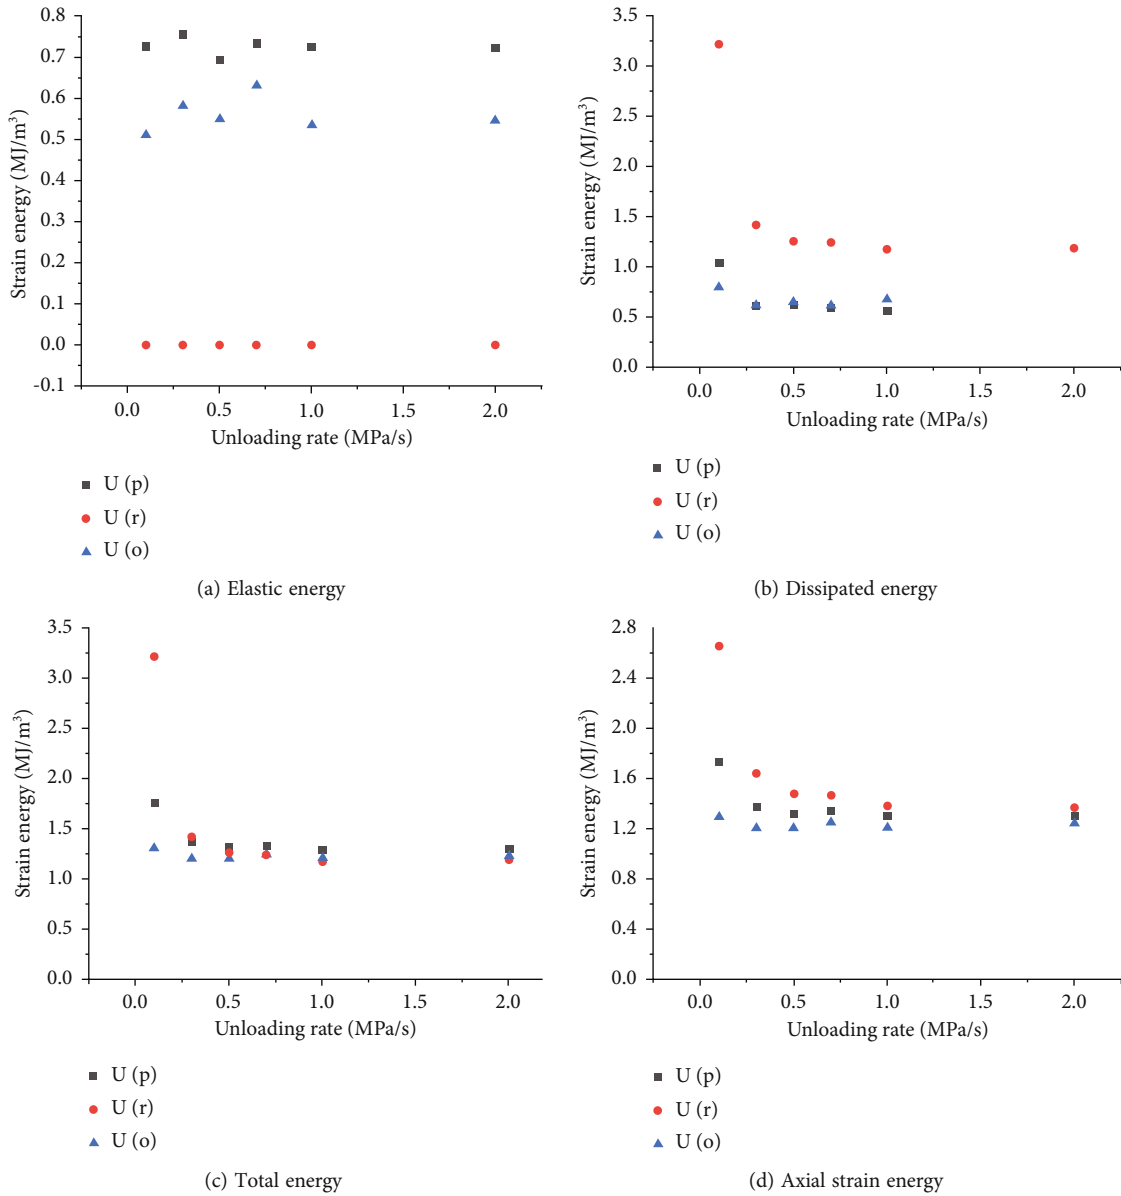 0.8
0.7
0.6
0.5
0.4
0.3
0.2
0.1
0.0
-0.1
Strain energy (MJ/m³)
0.0 0.5 1.0 1.5 2.0
Unloading rate (MPa/s)
U (p)
U (r)
U (o)
(a) Elastic energy
3.5
3.0
2.5
2.0
1.5
1.0
0.5
0.0
Strain energy (MJ/m³)
0.0 0.5 1.0 1.5 2.0
Unloading rate (MPa/s)
U (p)
U (r)
U (o)
(b) Dissipated energy
3.5
3.0
2.5
2.0
1.5
1.0
0.5
0.0
Strain energy (MJ/m³)
0.0 0.5 1.0 1.5 2.0
Unloading rate (MPa/s)
U (p)
U (r)
U (o)
(c) Total energy
2.8
2.4
2.0
1.6
1.2
0.8
0.4
0.0
Strain energy (MJ/m³)
0.0 0.5 1.0 1.5 2.0
Unloading rate (MPa/s)
U (p)
U (r)
U (o)
(d) Axial strain energy